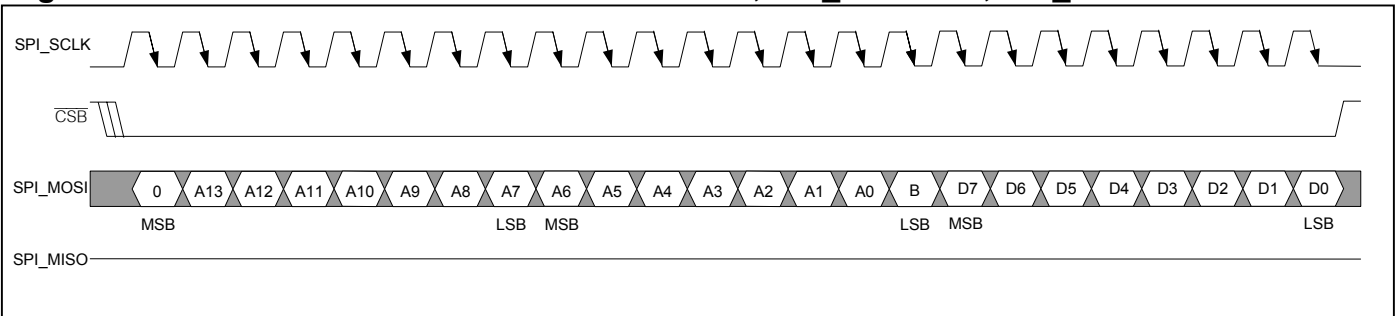 SPI_SCLK
CSB
SPI_MOSI 0 A13 A12 A11 A10 A9 A8 A7 A6 A5 A4 A3 A2 A1 A0 B D7 D6 D5 D4 D3 D2 D1 D0
MSB LSB MSB LSB MSB LSB
SPI_MISO